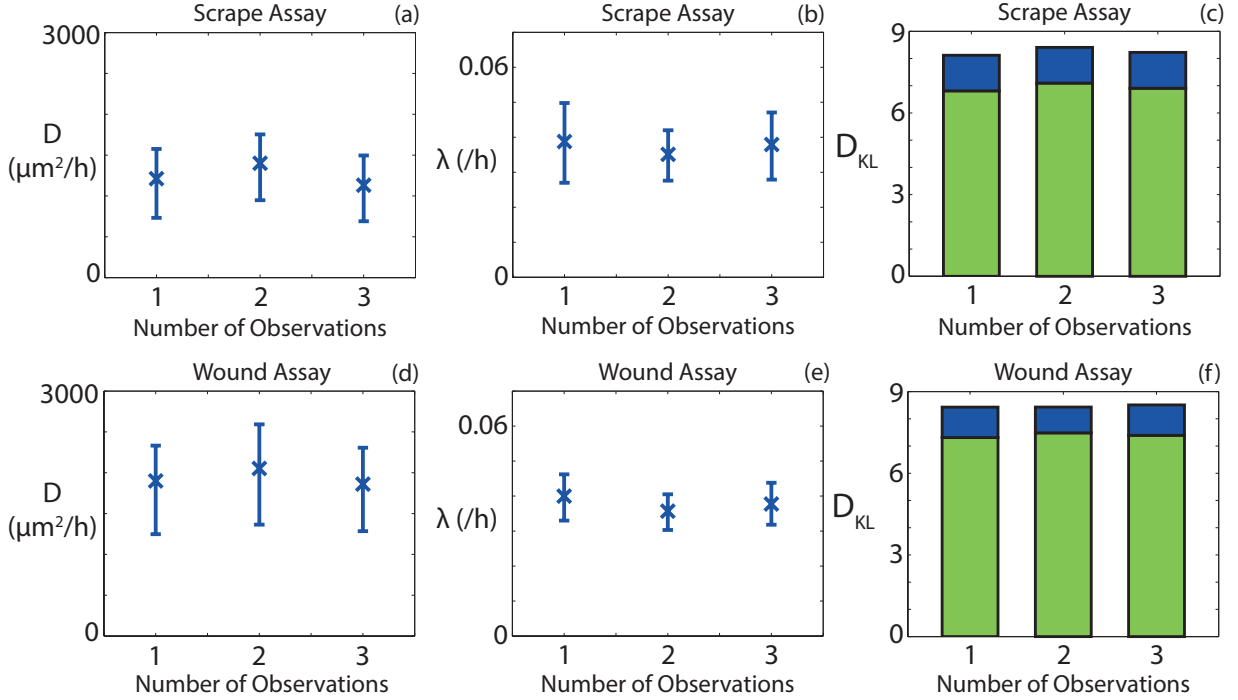 Scrape Assay (a)
3000
D
(µm²/h)
0
1 2 3
Number of Observations
Scrape Assay (b)
0.06
λ (/h)
0
1 2 3
Number of Observations
Scrape Assay (c)
9
6
D_KL
3
0
1 2 3
Number of Observations
Wound Assay (d)
3000
D
(µm²/h)
0
1 2 3
Number of Observations
Wound Assay (e)
0.06
λ (/h)
0
1 2 3
Number of Observations
Wound Assay (f)
9
6
D_KL
3
0
1 2 3
Number of Observations